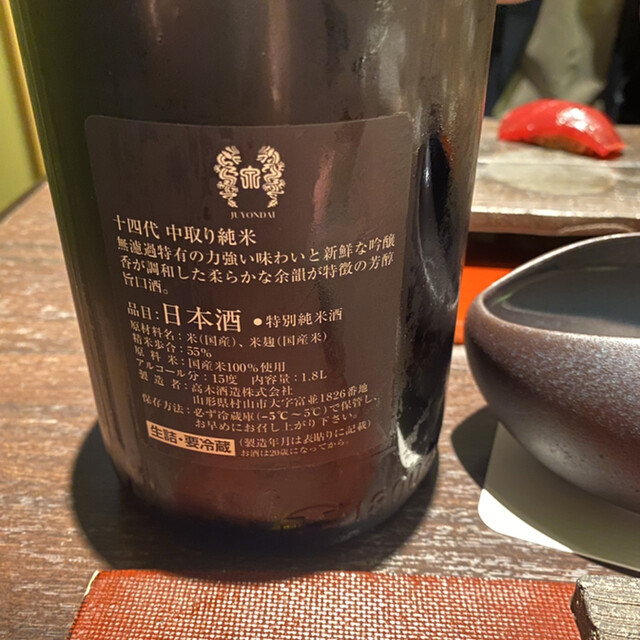 JUYONDAI
十四代 中取り純米
無濾過特有の力強い味わいと新鮮な吟醸
香が調和した柔らかな余韻が特徴の芳醇
旨口酒。
品目：日本酒 ●特別純米酒
原材料名：米(国産)、米麹(国産米)
精米歩合：55%
原料米：国産米100%使用
アルコール分：15度 内容量：1.8L
製造者：高木酒造株式会社
山形県村山市大字富並1826番地
保存方法：必ず冷蔵庫(−5℃〜5℃)で保管し、
お早めにお召し上がり下さい。
生詰・要冷蔵 (製造年月は表貼りに記載)
お酒は20歳になってから。